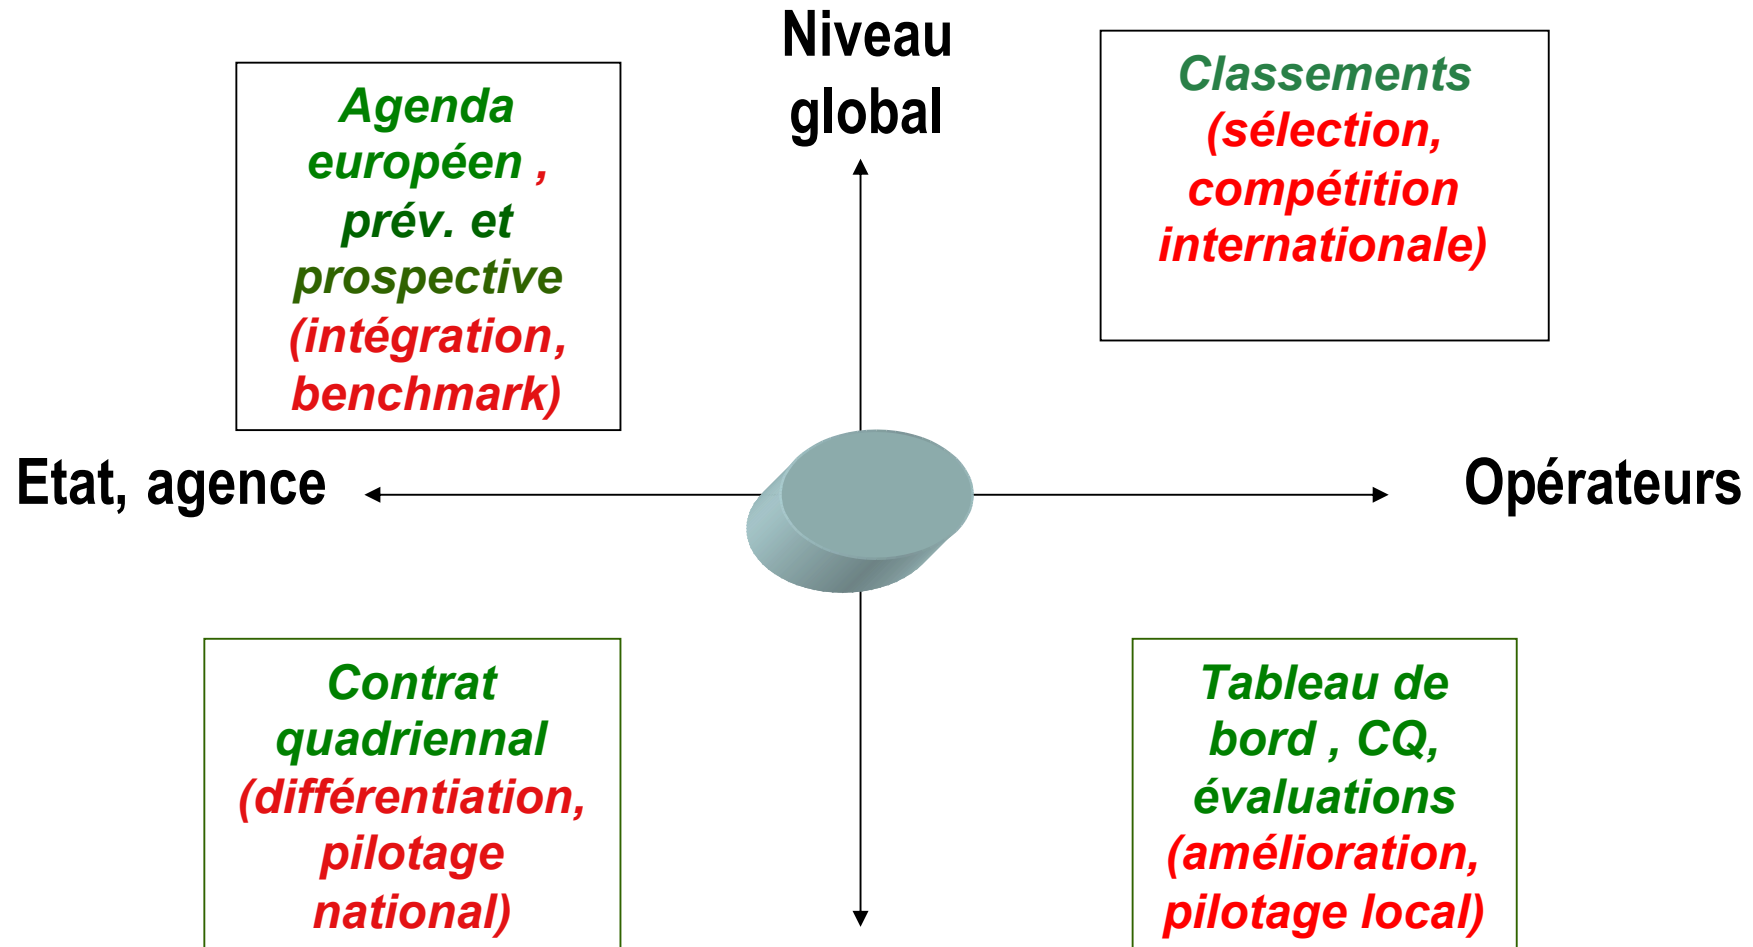 Niveau
global
Agenda
européen ,
prév. et
prospective
(intégration,
benchmark)
Classements
(sélection,
compétition
internationale)
Etat, agence
Opérateurs
Contrat
quadriennal
(différentiation,
pilotage
national)
Tableau de
bord , CQ,
évaluations
(amélioration,
pilotage local)